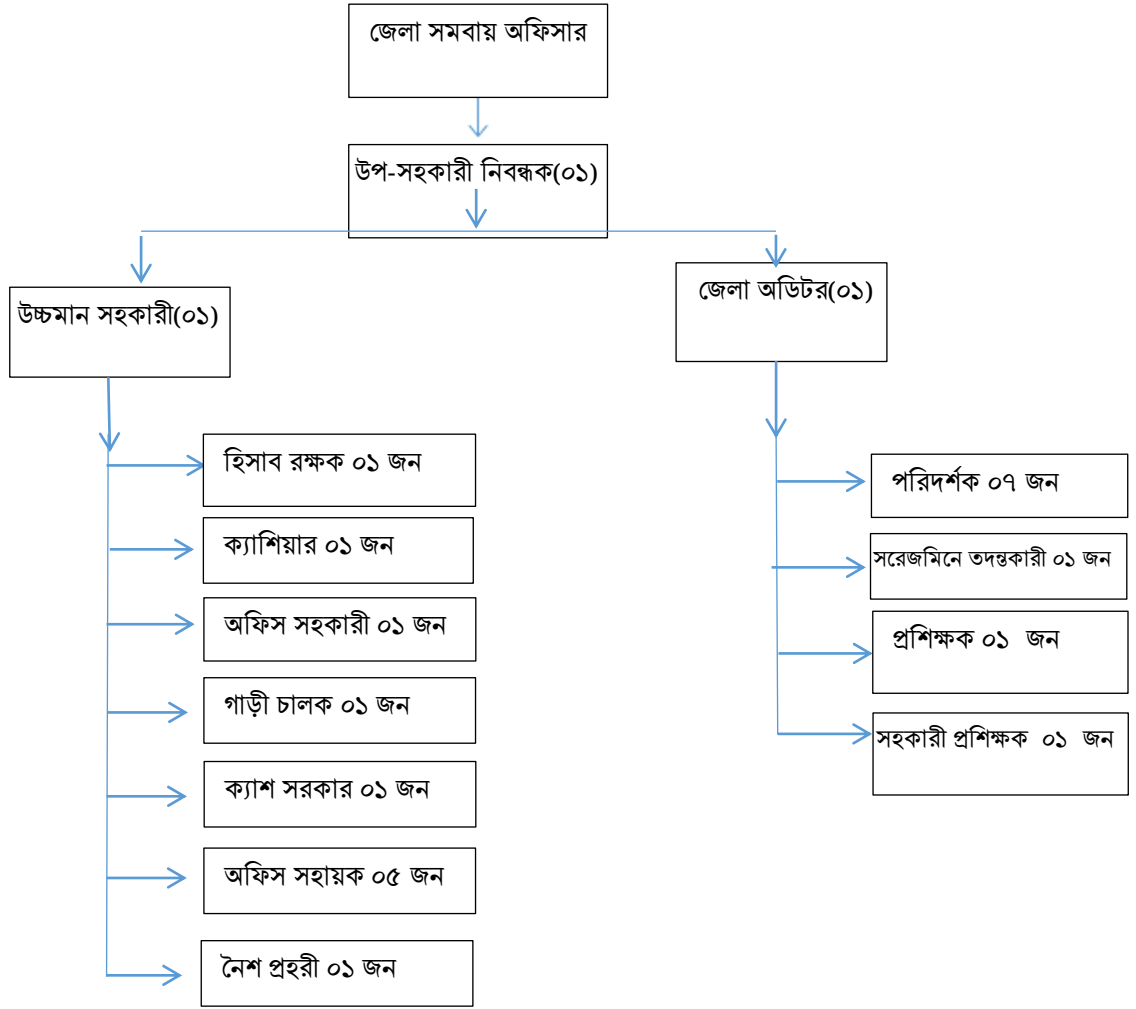 জেলা সমবায় অফিসার
উপ-সহকারী নিবন্ধক(০১)
উচ্চমান সহকারী(০১)
হিসাব রক্ষক ০১ জন
ক্যাশিয়ার ০১ জন
অফিস সহকারী ০১ জন
গাড়ী চালক ০১ জন
ক্যাশ সরকার ০১ জন
অফিস সহায়ক ০৫ জন
নৈশ প্রহরী ০১ জন
জেলা অডিটর(০১)
পরিদর্শক ০৭ জন
সরেজমিনে তদন্তকারী ০১ জন
প্রশিক্ষক ০১ জন
সহকারী প্রশিক্ষক ০১ জন